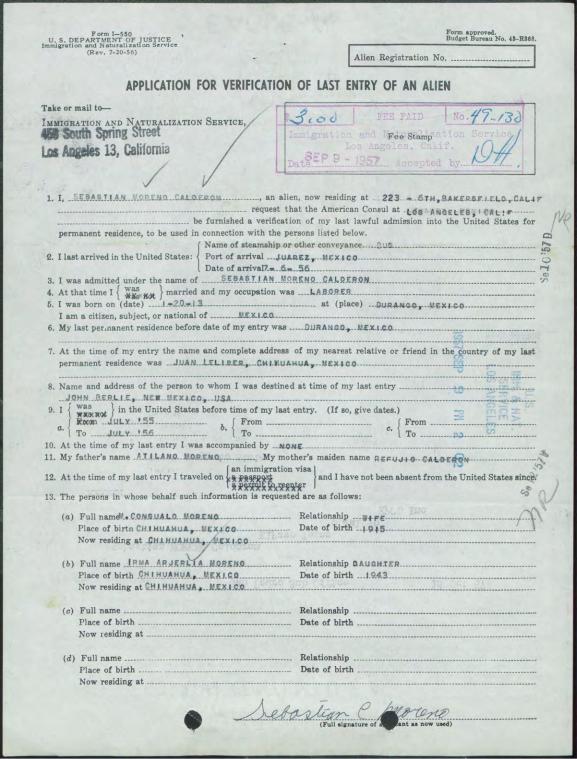 Form I-550
U. S. DEPARTMENT OF JUSTICE
Immigration and Naturalization Service
(Rev. 7-20-56)
Form approved.
Budget Bureau No. 43-R368.
Alien Registration No.
APPLICATION FOR VERIFICATION OF LAST ENTRY OF AN ALIEN
Take or mail to—
IMMIGRATION AND NATURALIZATION SERVICE,
458 South Spring Street
Los Angeles 13, California
3.00 FEE PAID No. 49-130
Immigration and Naturalization Service
Fee Stamp
Los Angeles, Calif.
Date SEP 9 - 1957 Accepted by
1. I, SEBASTIAN MORENO CALDERON, an alien, now residing at 223 - 6TH, BAKERSFIELD, CALIF
request that the American Consul at LOS ANGELES, CALIF
be furnished a verification of my last lawful admission into the United States for
permanent residence, to be used in connection with the persons listed below.
2. I last arrived in the United States:
Name of steamship or other conveyance BUS
Port of arrival JUAREZ, MEXICO
Date of arrival 7- 6- 56
3. I was admitted under the name of SEBASTIAN MORENO CALDERON
4. At that time I was married and my occupation was LABORER
5. I was born on (date) 1-20-13 at (place) DURANGO, MEXICO
I am a citizen, subject, or national of MEXICO
6. My last permanent residence before date of my entry was DURANGO, MEXICO
7. At the time of my entry the name and complete address of my nearest relative or friend in the country of my last
permanent residence was JUAN LELIRER, CHIHUAHUA, MEXICO
8. Name and address of the person to whom I was destined at time of my last entry
JOHN BERLIE, NEW MEXICO, USA
9. I was in the United States before time of my last entry. (If so, give dates.)
a. From JULY '55 b. From c. From
To JULY '56 To To
10. At the time of my last entry I was accompanied by NONE
11. My father's name ATILANO MORENO My mother's maiden name REFUJIO CALDERON
12. At the time of my last entry I traveled on an immigration visa a passport a permit to reenter and I have not been absent from the United States since.
13. The persons in whose behalf such information is requested are as follows:
(a) Full name M. CONSUALO MORENO Relationship WIFE
Place of birth CHIHUAHUA, MEXICO Date of birth 1915
Now residing at CHIHUAHUA, MEXICO
(b) Full name IRMA ARJERLIA MORENO Relationship DAUGHTER
Place of birth CHIHUAHUA, MEXICO Date of birth 1943
Now residing at CHIHUAHUA, MEXICO
(c) Full name Relationship
Place of birth Date of birth
Now residing at
(d) Full name Relationship
Place of birth Date of birth
Now residing at
Sebastian C Moreno
(Full signature of as now used)
NR
LOS ANGELES
1957 SEP 9 PM 2
NR